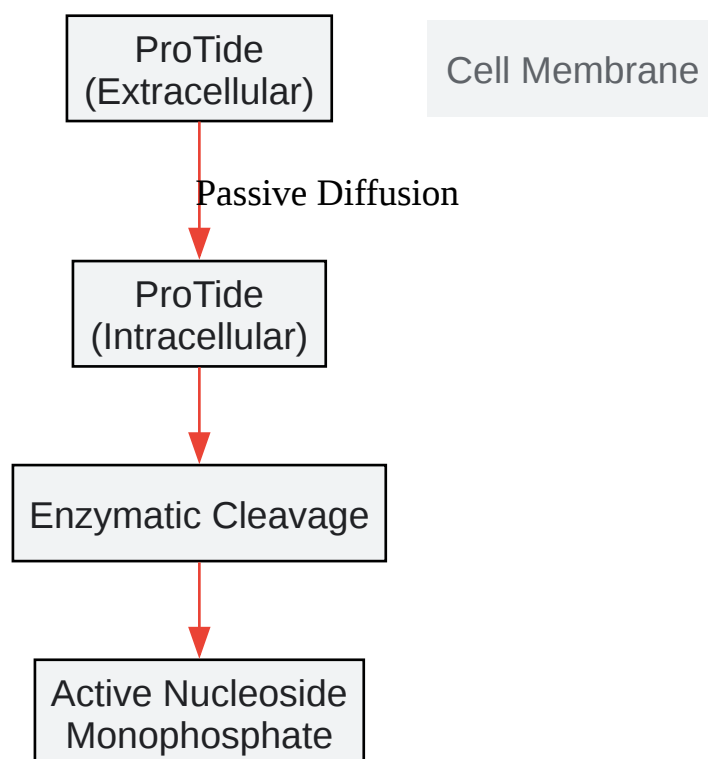 ProTide
(Extracellular)
Cell Membrane
Passive Diffusion
ProTide
(Intracellular)
Enzymatic Cleavage
Active Nucleoside
Monophosphate